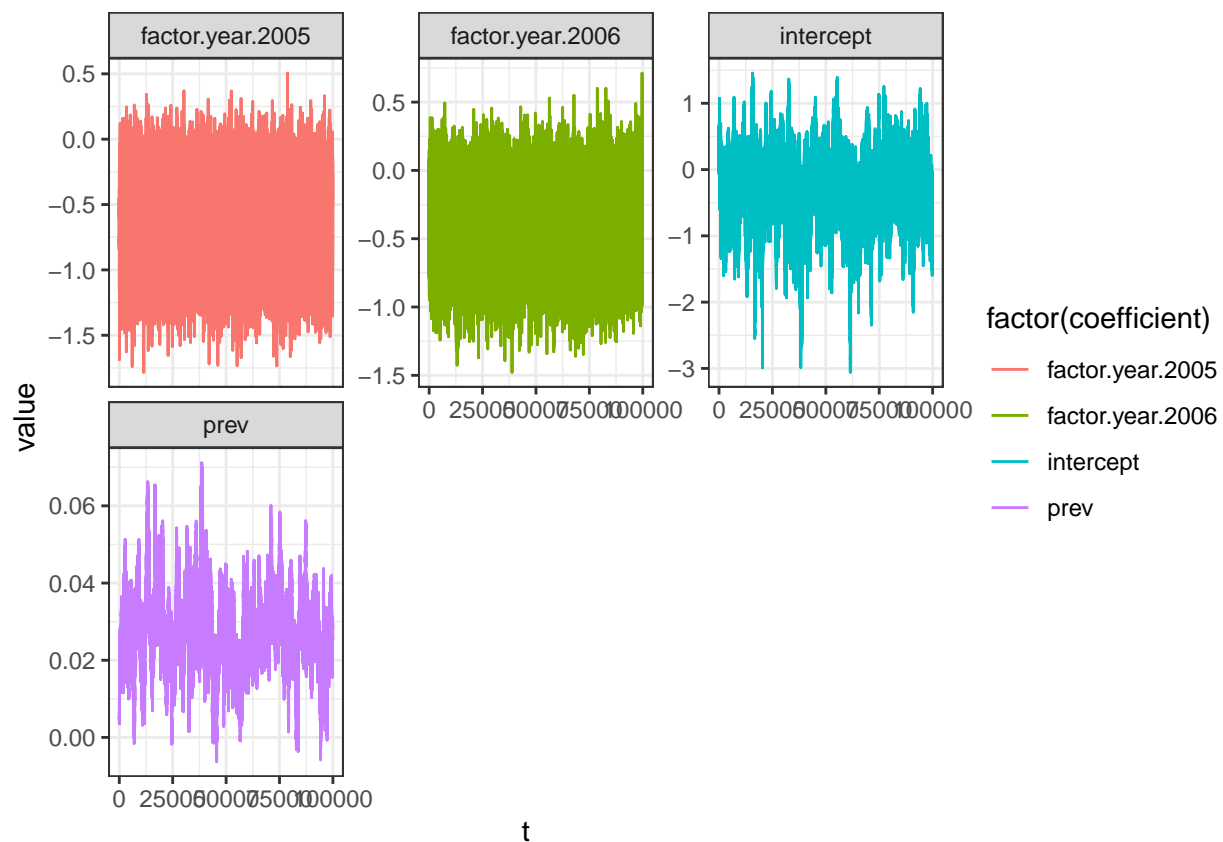 factor.year.2005
factor.year.2006
intercept
0.5
0.0
−0.5
−1.0
−1.5
0.5
0.0
−0.5
−1.0
−1.5
1
0
−1
−2
−3
0 25000 50000 75000 100000
0 25000 50000 75000 100000
value
prev
0.06
0.04
0.02
0.00
0 25000 50000 75000 100000
t
factor(coefficient)
factor.year.2005
factor.year.2006
intercept
prev